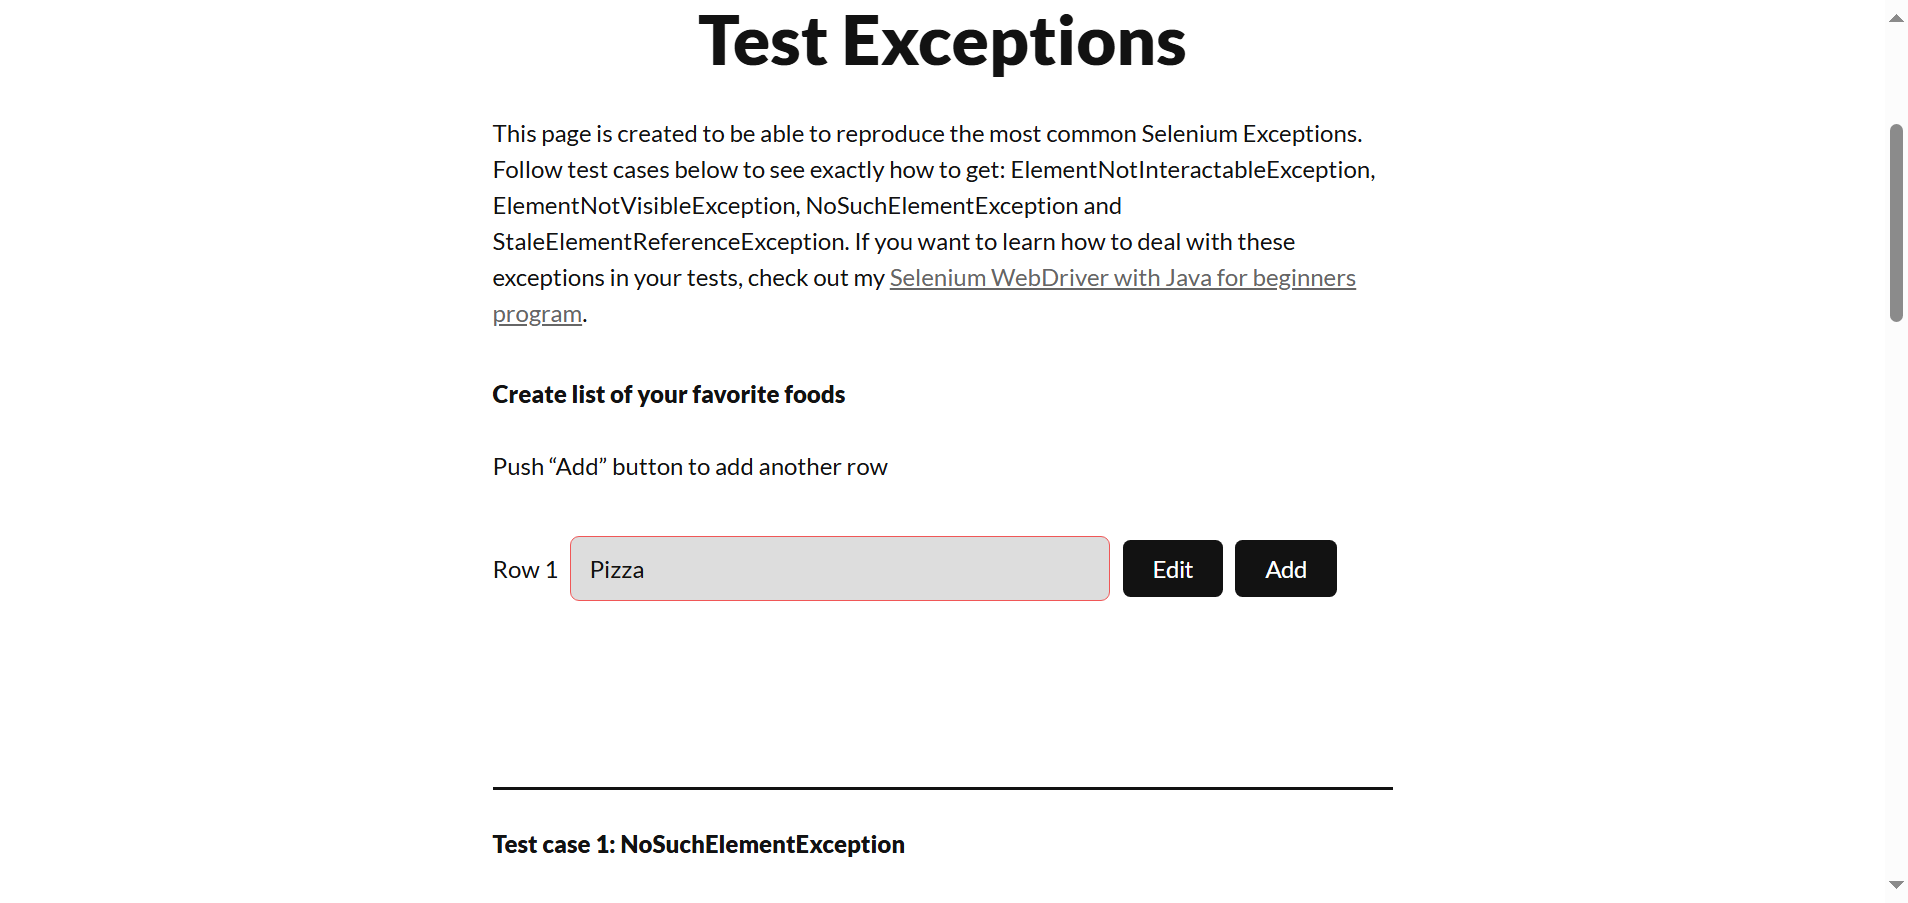 Test Exceptions
This page is created to be able to reproduce the most common Selenium Exceptions.
Follow test cases below to see exactly how to get: ElementNotInteractableException,
ElementNotVisibleException, NoSuchElementException and
StaleElementReferenceException. If you want to learn how to deal with these
exceptions in your tests, check out my Selenium WebDriver with Java for beginners
program.
Create list of your favorite foods
Push “Add” button to add another row
Row 1 Pizza Edit Add
Test case 1: NoSuchElementException